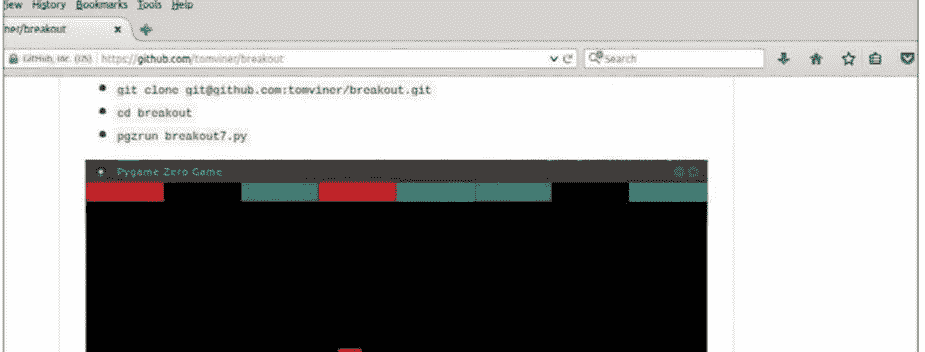 View History Bookmarks Tools Help
ner/breakout
GitHub, Inc. (US) https://github.com/tomviner/breakout
Search
git clone git@github.com:tomviner/breakout.git
cd breakout
pgzrun breakout7.py
Pygame Zero Game